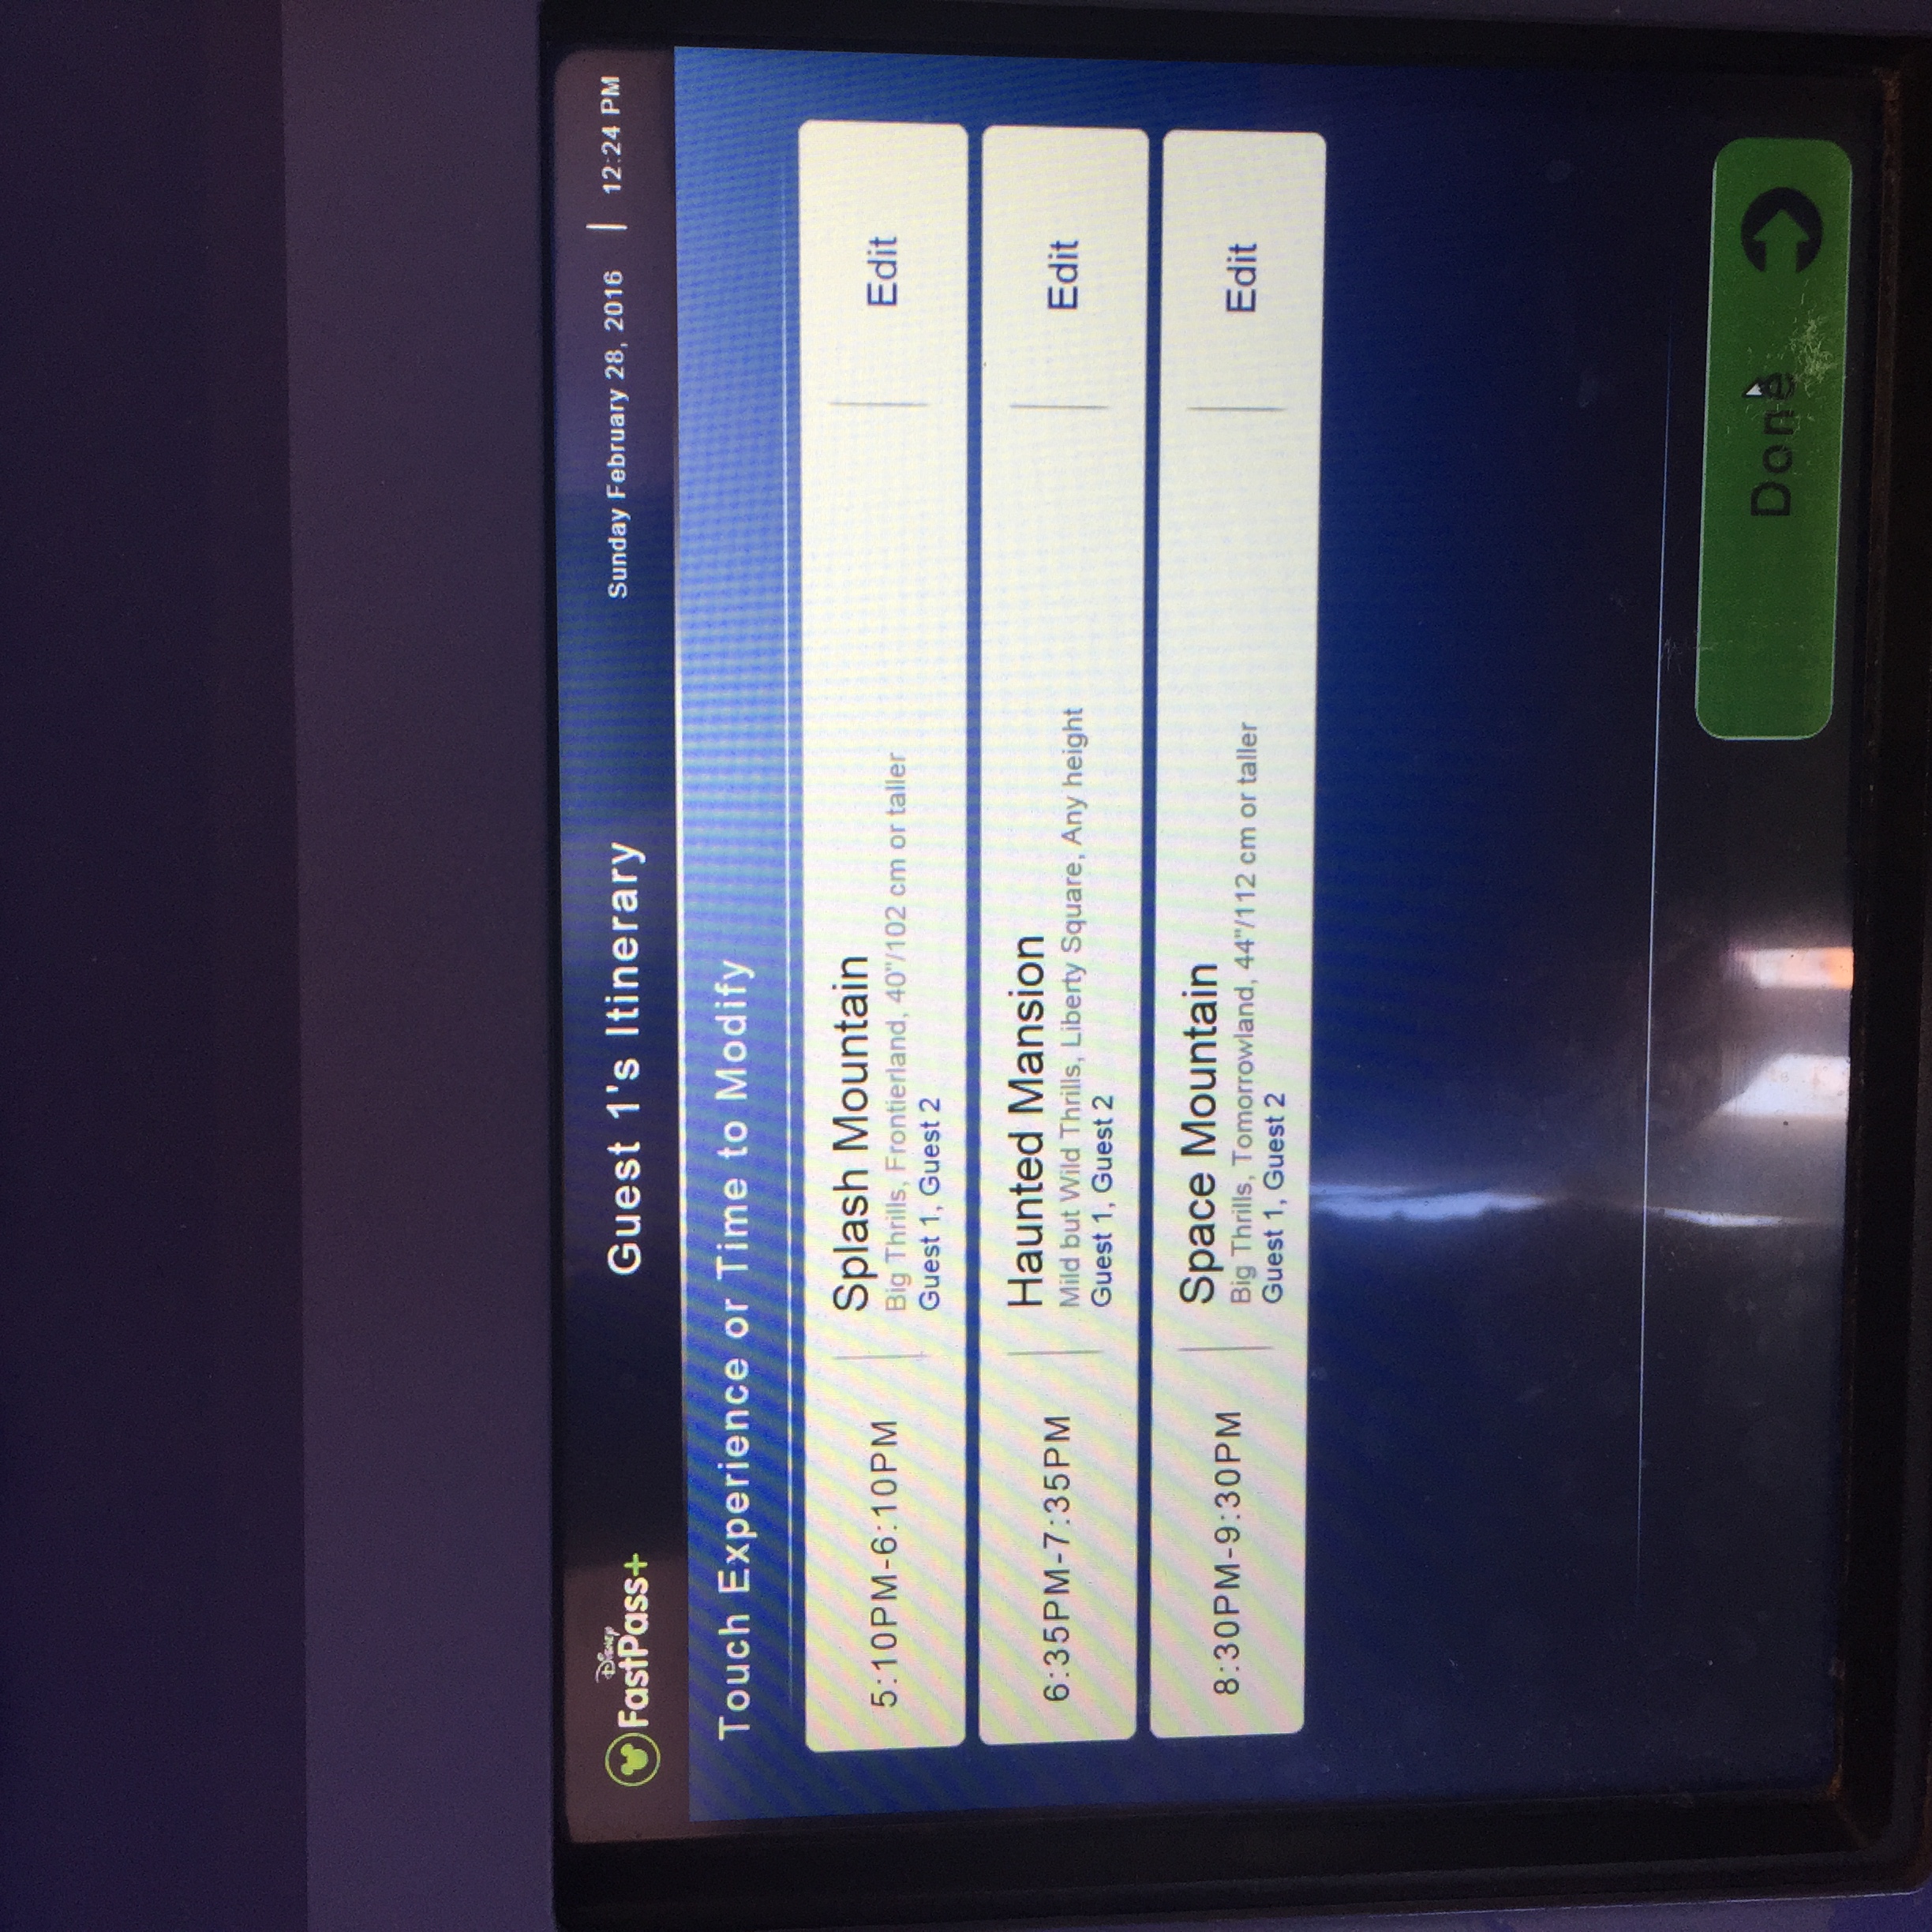 Disney
FastPass+
Guest 1's Itinerary
Sunday February 28, 2016 | 12:24 PM
Touch Experience or Time to Modify
5:10PM-6:10PM
Splash Mountain
Big Thrills, Frontierland, 40"/102 cm or taller
Guest 1, Guest 2
Edit
6:35PM-7:35PM
Haunted Mansion
Mild but Wild Thrills, Liberty Square, Any height
Guest 1, Guest 2
Edit
8:30PM-9:30PM
Space Mountain
Big Thrills, Tomorrowland, 44"/112 cm or taller
Guest 1, Guest 2
Edit
Done